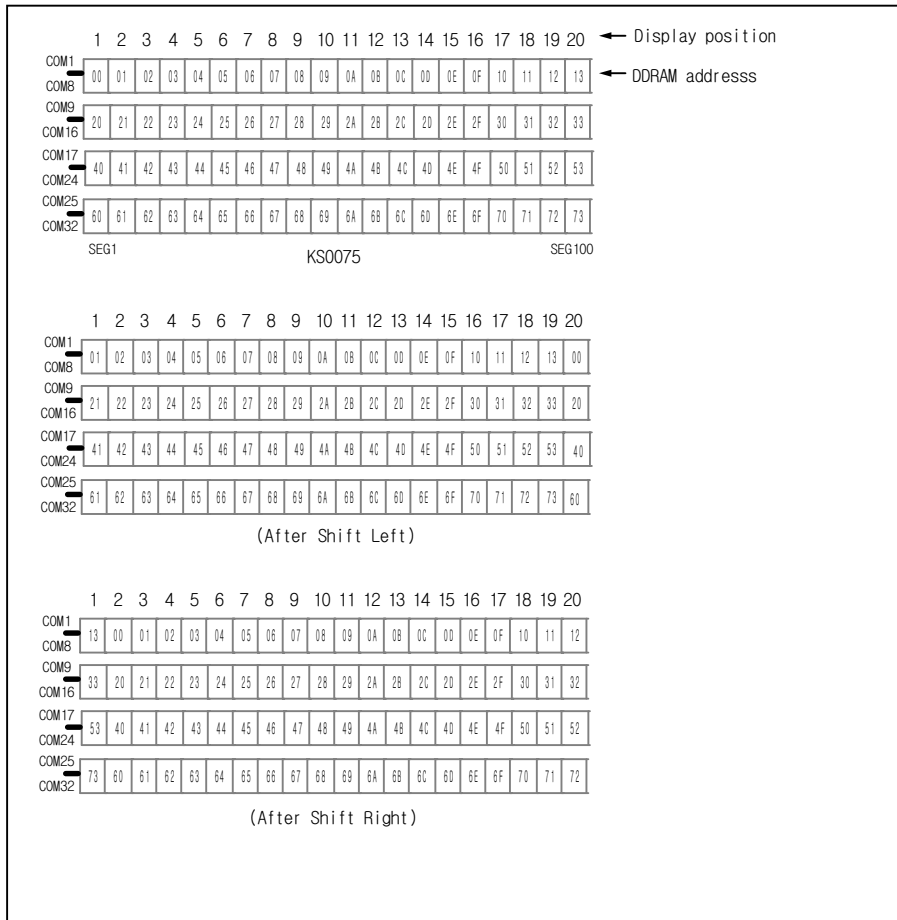 1 2 3 4 5 6 7 8 9 10 11 12 13 14 15 16 17 18 19 20 Display position
COM1
COM8
00 01 02 03 04 05 06 07 08 09 0A 0B 0C 0D 0E 0F 10 11 12 13 DDRAM addresss
COM9
COM16
20 21 22 23 24 25 26 27 28 29 2A 2B 2C 2D 2E 2F 30 31 32 33
COM17
COM24
40 41 42 43 44 45 46 47 48 49 4A 4B 4C 4D 4E 4F 50 51 52 53
COM25
COM32
60 61 62 63 64 65 66 67 68 69 6A 6B 6C 6D 6E 6F 70 71 72 73
SEG1 KS0075 SEG100
1 2 3 4 5 6 7 8 9 10 11 12 13 14 15 16 17 18 19 20
COM1
COM8
01 02 03 04 05 06 07 08 09 0A 0B 0C 0D 0E 0F 10 11 12 13 00
COM9
COM16
21 22 23 24 25 26 27 28 29 2A 2B 2C 2D 2E 2F 30 31 32 33 20
COM17
COM24
41 42 43 44 45 46 47 48 49 4A 4B 4C 4D 4E 4F 50 51 52 53 40
COM25
COM32
61 62 63 64 65 66 67 68 69 6A 6B 6C 6D 6E 6F 70 71 72 73 60
(After Shift Left)
1 2 3 4 5 6 7 8 9 10 11 12 13 14 15 16 17 18 19 20
COM1
COM8
13 00 01 02 03 04 05 06 07 08 09 0A 0B 0C 0D 0E 0F 10 11 12
COM9
COM16
33 20 21 22 23 24 25 26 27 28 29 2A 2B 2C 2D 2E 2F 30 31 32
COM17
COM24
53 40 41 42 43 44 45 46 47 48 49 4A 4B 4C 4D 4E 4F 50 51 52
COM25
COM32
73 60 61 62 63 64 65 66 67 68 69 6A 6B 6C 6D 6E 6F 70 71 72
(After Shift Right)